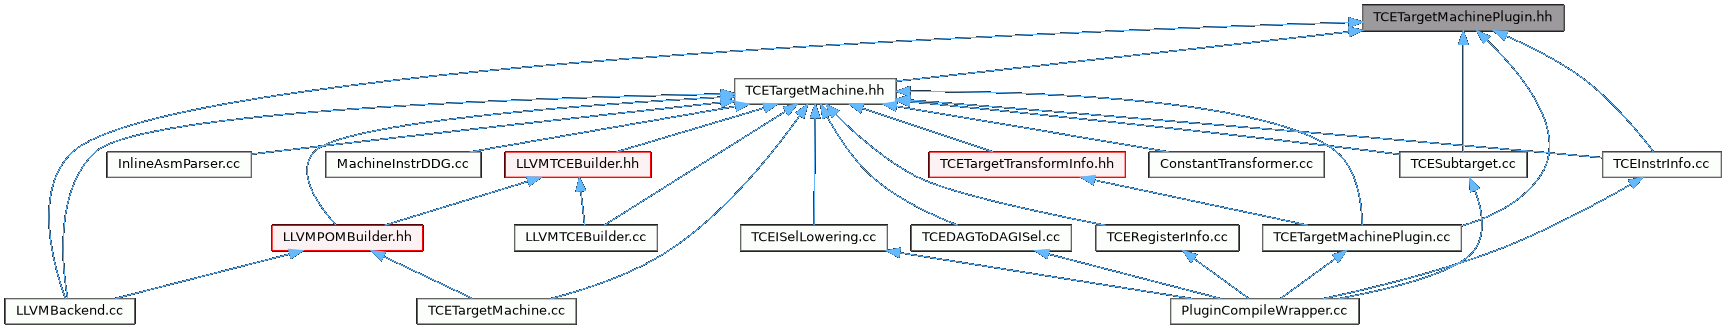 TCETargetMachinePlugin.hh
TCETargetMachine.hh
InlineAsmParser.cc
MachineInstrDDG.cc
LLVMTCEBuilder.hh
TCETargetTransformInfo.hh
ConstantTransformer.cc
TCESubtarget.cc
TCEInstrInfo.cc
LLVMPOMBuilder.hh
LLVMTCEBuilder.cc
TCEISelLowering.cc
TCEDAGToDAGISel.cc
TCERegisterInfo.cc
TCETargetMachinePlugin.cc
LLVMBackend.cc
TCETargetMachine.cc
PluginCompileWrapper.cc